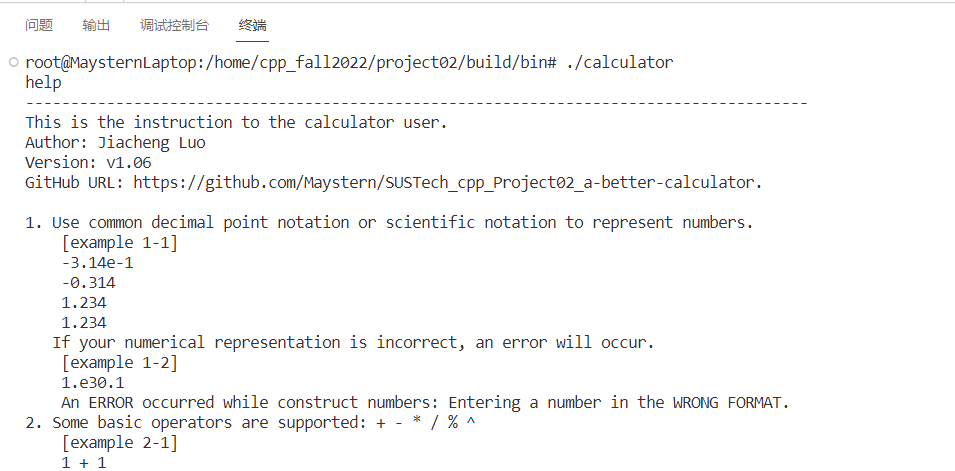 问题 输出 调试控制台 终端
root@MaysternLaptop:/home/cpp_fall2022/project02/build/bin# ./calculator
help
--------------------------------------------------------------------------------------
This is the instruction to the calculator user.
Author: Jiacheng Luo
Version: v1.06
GitHub URL: https://github.com/Maystern/SUSTech_cpp_Project02_a-better-calculator.
1. Use common decimal point notation or scientific notation to represent numbers.
[example 1-1]
-3.14e-1
-0.314
1.234
1.234
If your numerical representation is incorrect, an error will occur.
[example 1-2]
1.e30.1
An ERROR occurred while construct numbers: Entering a number in the WRONG FORMAT.
2. Some basic operators are supported: + - * / % ^
[example 2-1]
1 + 1